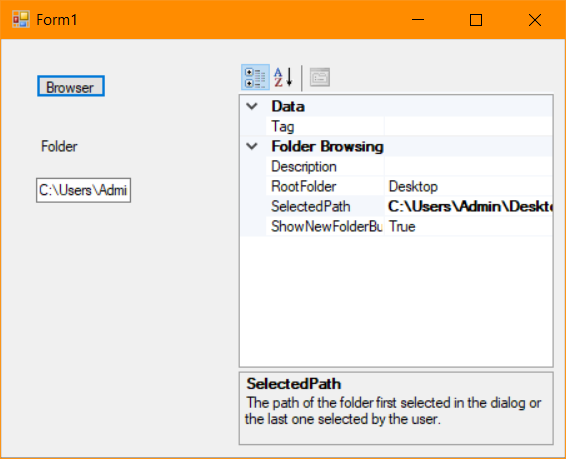 Form1
Browser
Folder
C:\Users\Admi
Data
Tag
Folder Browsing
Description
RootFolder Desktop
SelectedPath C:\Users\Admin\Deskto
ShowNewFolderBu True
SelectedPath
The path of the folder first selected in the dialog or
the last one selected by the user.